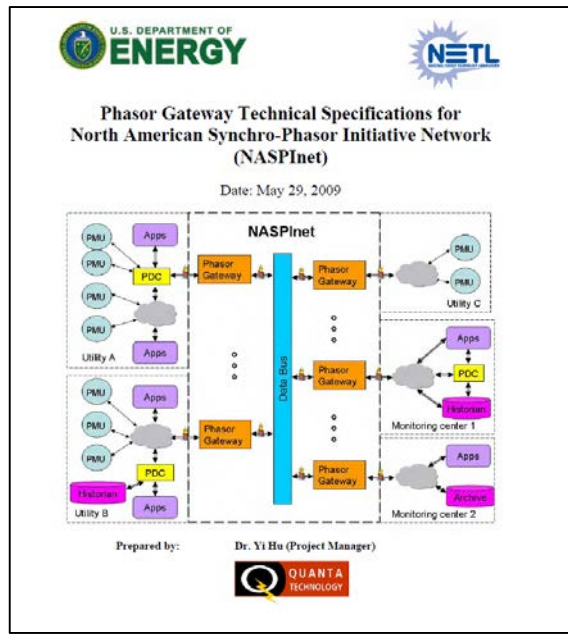 U.S. DEPARTMENT OF
ENERGY
NETL
Phasor Gateway Technical Specifications for
North American Synchro-Phasor Initiative Network
(NASPInet)
Date: May 29, 2009
NASPInet
PMU
Apps
PMU
PDC
PMU
PMU
Utility A
Apps
Phasor
Gateway
Data Bus
Phasor
Gateway
PMU
PMU
Utility C
Phasor
Gateway
Apps
PDC
Historian
Monitoring center 1
PMU
Apps
PMU
PMU
PDC
Historian
Utility B
Apps
Phasor
Gateway
Phasor
Gateway
Apps
Archive
Monitoring center 2
Prepared by: Dr. Yi Hu (Project Manager)
QUANTA
TECHNOLOGY